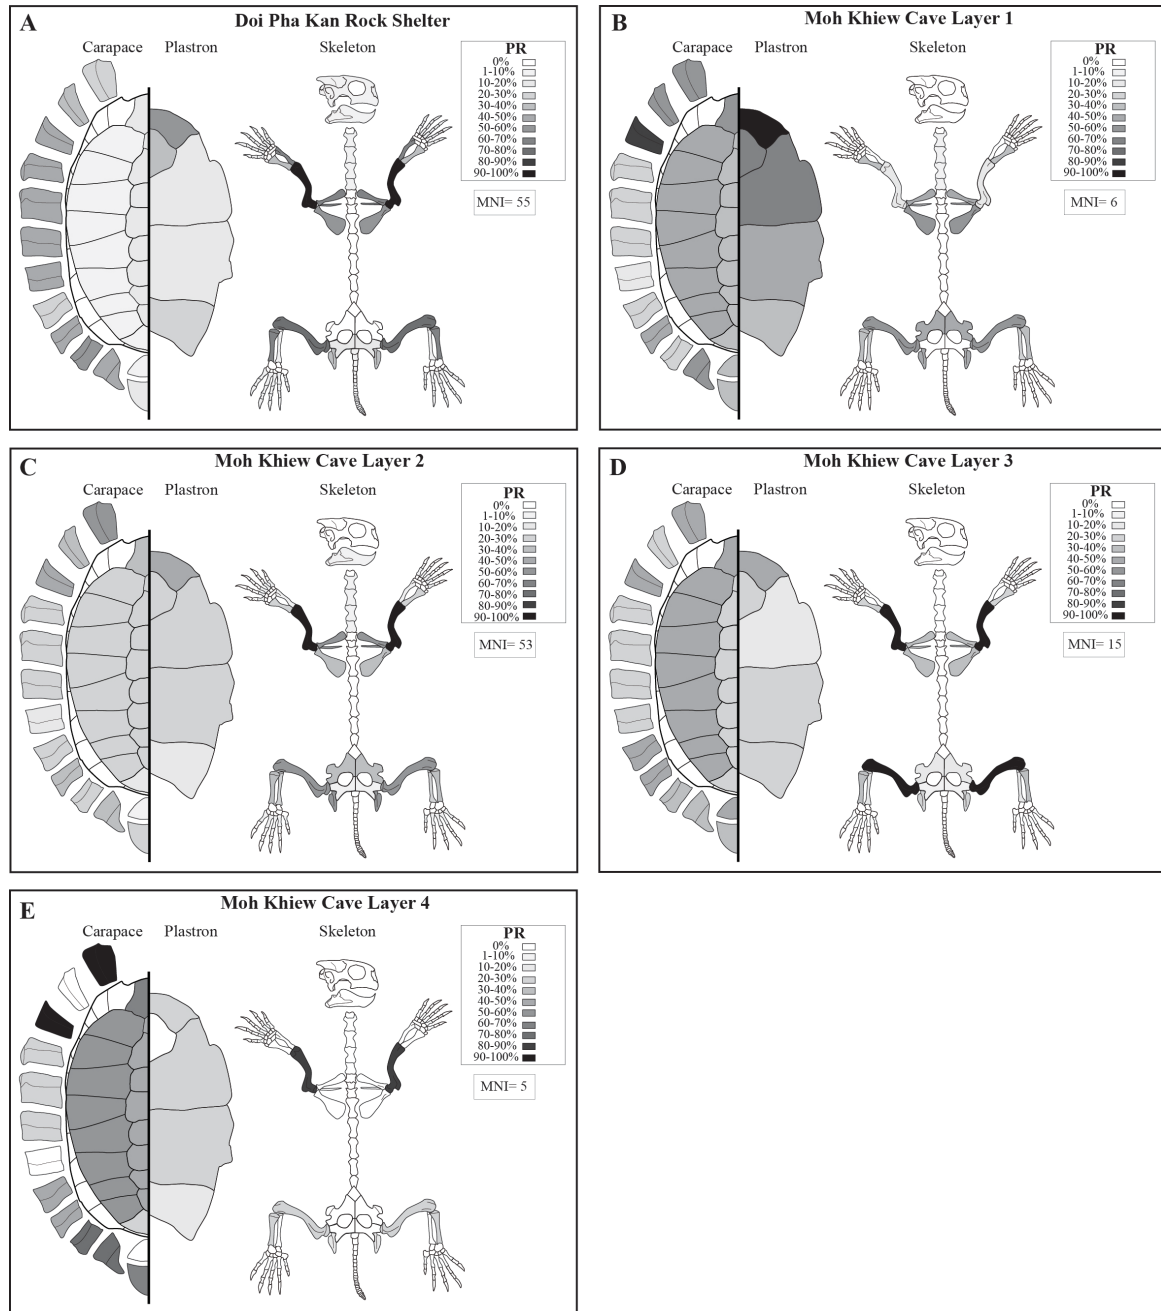 A
Doi Pha Kan Rock Shelter
Carapace Plastron Skeleton
PR
0%
1-10%
10-20%
20-30%
30-40%
40-50%
50-60%
60-70%
70-80%
80-90%
90-100%
MNI= 55
B
Moh Khiew Cave Layer 1
Carapace Plastron Skeleton
PR
0%
1-10%
10-20%
20-30%
30-40%
40-50%
50-60%
60-70%
70-80%
80-90%
90-100%
MNI= 6
C
Moh Khiew Cave Layer 2
Carapace Plastron Skeleton
PR
0%
1-10%
10-20%
20-30%
30-40%
40-50%
50-60%
60-70%
70-80%
80-90%
90-100%
MNI= 53
D
Moh Khiew Cave Layer 3
Carapace Plastron Skeleton
PR
0%
1-10%
10-20%
20-30%
30-40%
40-50%
50-60%
60-70%
70-80%
80-90%
90-100%
MNI= 15
E
Moh Khiew Cave Layer 4
Carapace Plastron Skeleton
PR
0%
1-10%
10-20%
20-30%
30-40%
40-50%
50-60%
60-70%
70-80%
80-90%
90-100%
MNI= 5